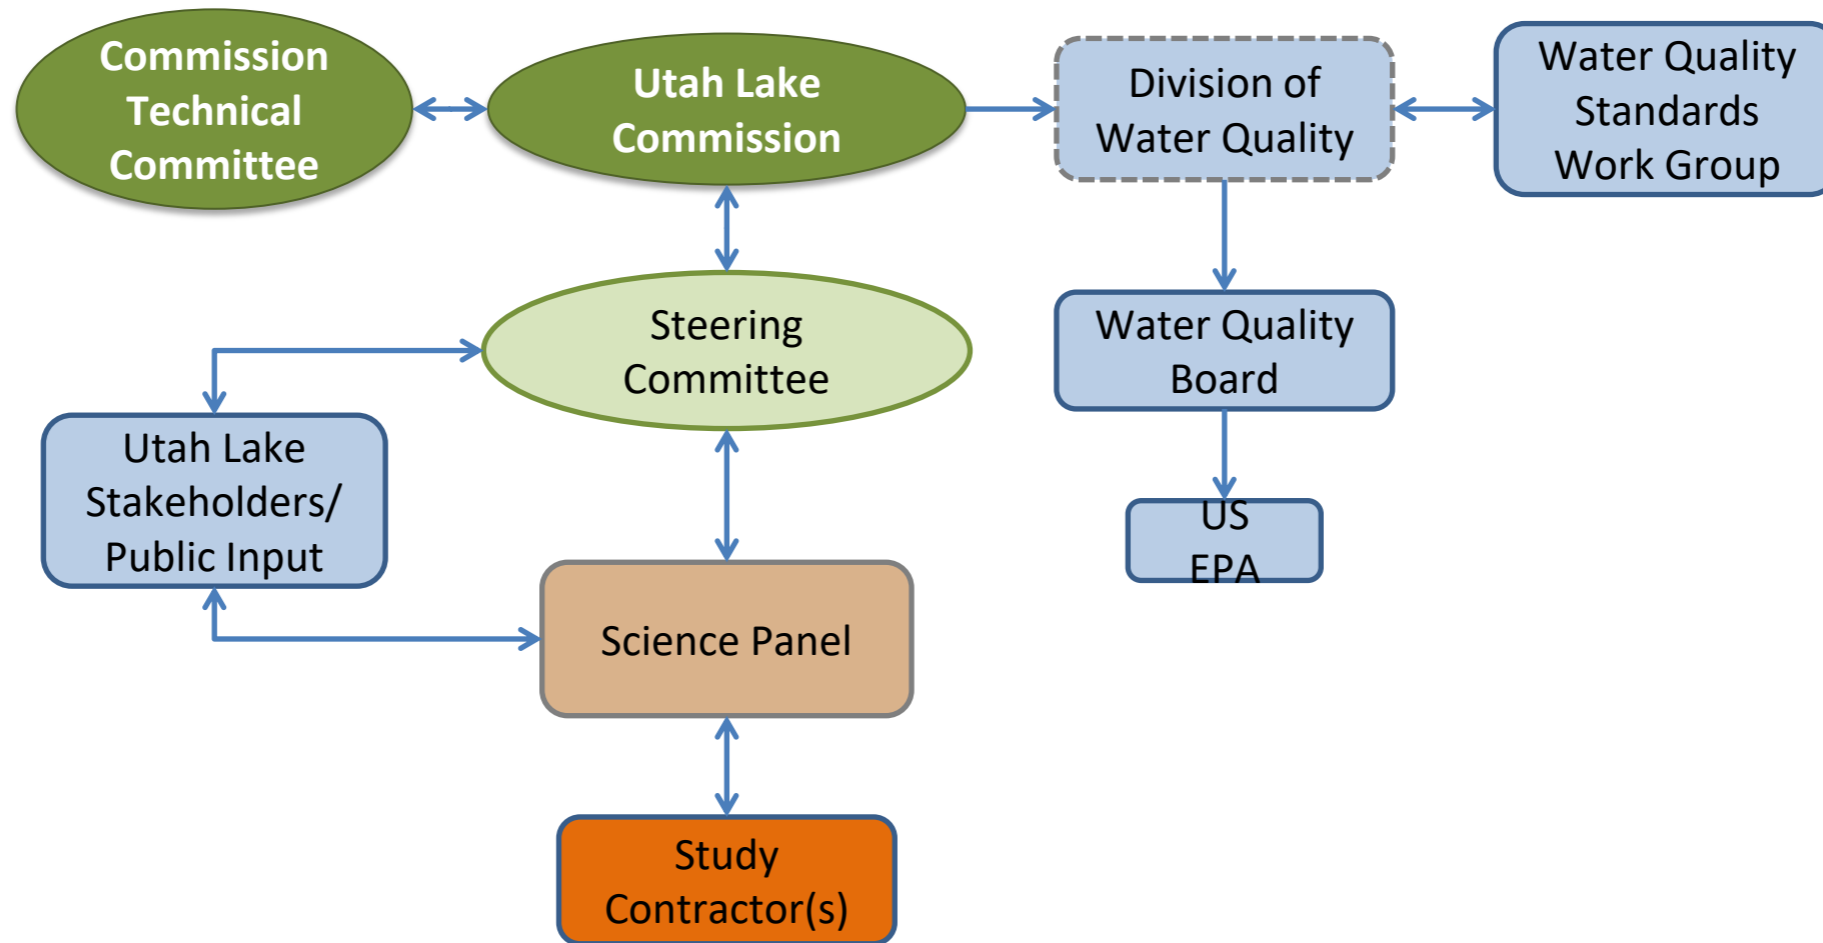 Commission
Technical
Committee
Utah Lake
Commission
Division of
Water Quality
Water Quality
Standards
Work Group
Steering
Committee
Water Quality
Board
Utah Lake
Stakeholders/
Public Input
US
EPA
Science Panel
Study
Contractor(s)